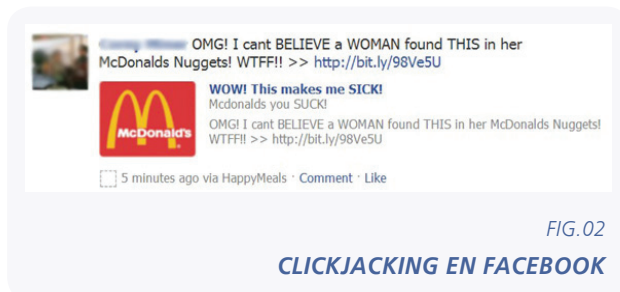 OMG! I cant BELIEVE a WOMAN found THIS in her
McDonalds Nuggets! WTFF!! >> http://bit.ly/98Ve5U
WOW! This makes me SICK!
Mcdonalds you SUCK!
OMG! I cant BELIEVE a WOMAN found THIS in her McDonalds Nuggets!
WTFF!! >> http://bit.ly/98Ve5U
McDonald's
5 minutes ago via HappyMeals · Comment · Like
FIG.02
CLICKJACKING EN FACEBOOK